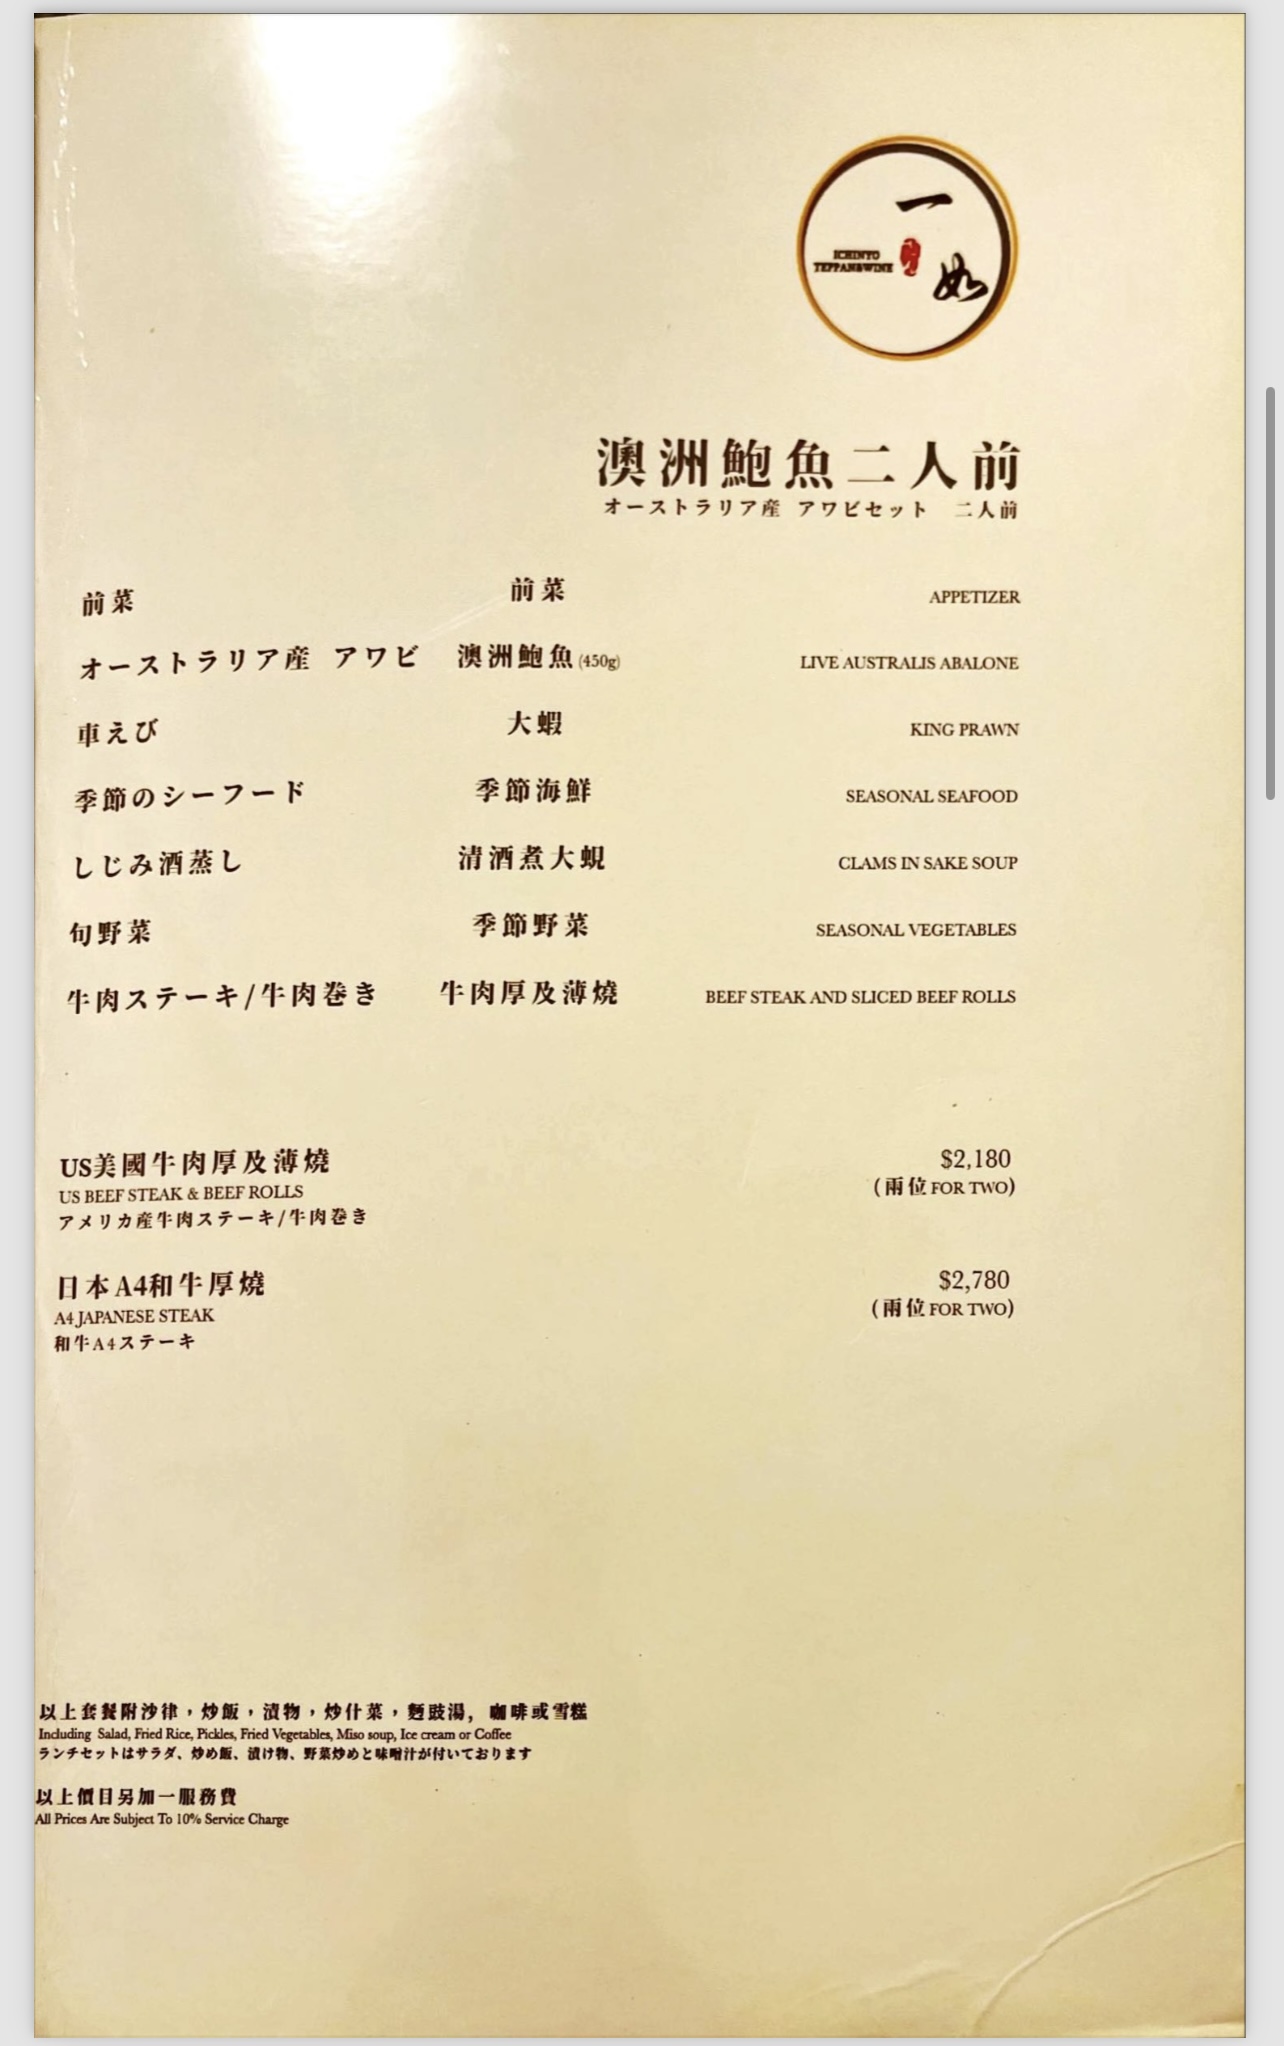 一
如
ICHINYO
TEPPAN&WINE
澳洲鮑魚二人前
オーストラリア産 アワビセット 二人前
前菜 前菜 APPETIZER
オーストラリア産 アワビ 澳洲鮑魚(450g) LIVE AUSTRALIS ABALONE
車えび 大蝦 KING PRAWN
季節のシーフード 季節海鮮 SEASONAL SEAFOOD
しじみ酒蒸し 清酒煮大蜆 CLAMS IN SAKE SOUP
旬野菜 季節野菜 SEASONAL VEGETABLES
牛肉ステーキ/牛肉巻き 牛肉厚及薄燒 BEEF STEAK AND SLICED BEEF ROLLS
US美國牛肉厚及薄燒 $2,180
US BEEF STEAK & BEEF ROLLS (兩位 FOR TWO)
アメリカ産牛肉ステーキ/牛肉巻き
日本A4和牛厚燒 $2,780
A4 JAPANESE STEAK (兩位 FOR TWO)
和牛A4ステーキ
以上套餐附沙律，炒飯，漬物，炒什菜，麵豉湯，咖啡或雪糕
Including Salad, Fried Rice, Pickles, Fried Vegetables, Miso soup, Ice cream or Coffee
ランチセットはサラダ、炒め飯、漬け物、野菜炒めと味噌汁が付いております
以上價目另加一服務費
All Prices Are Subject To 10% Service Charge